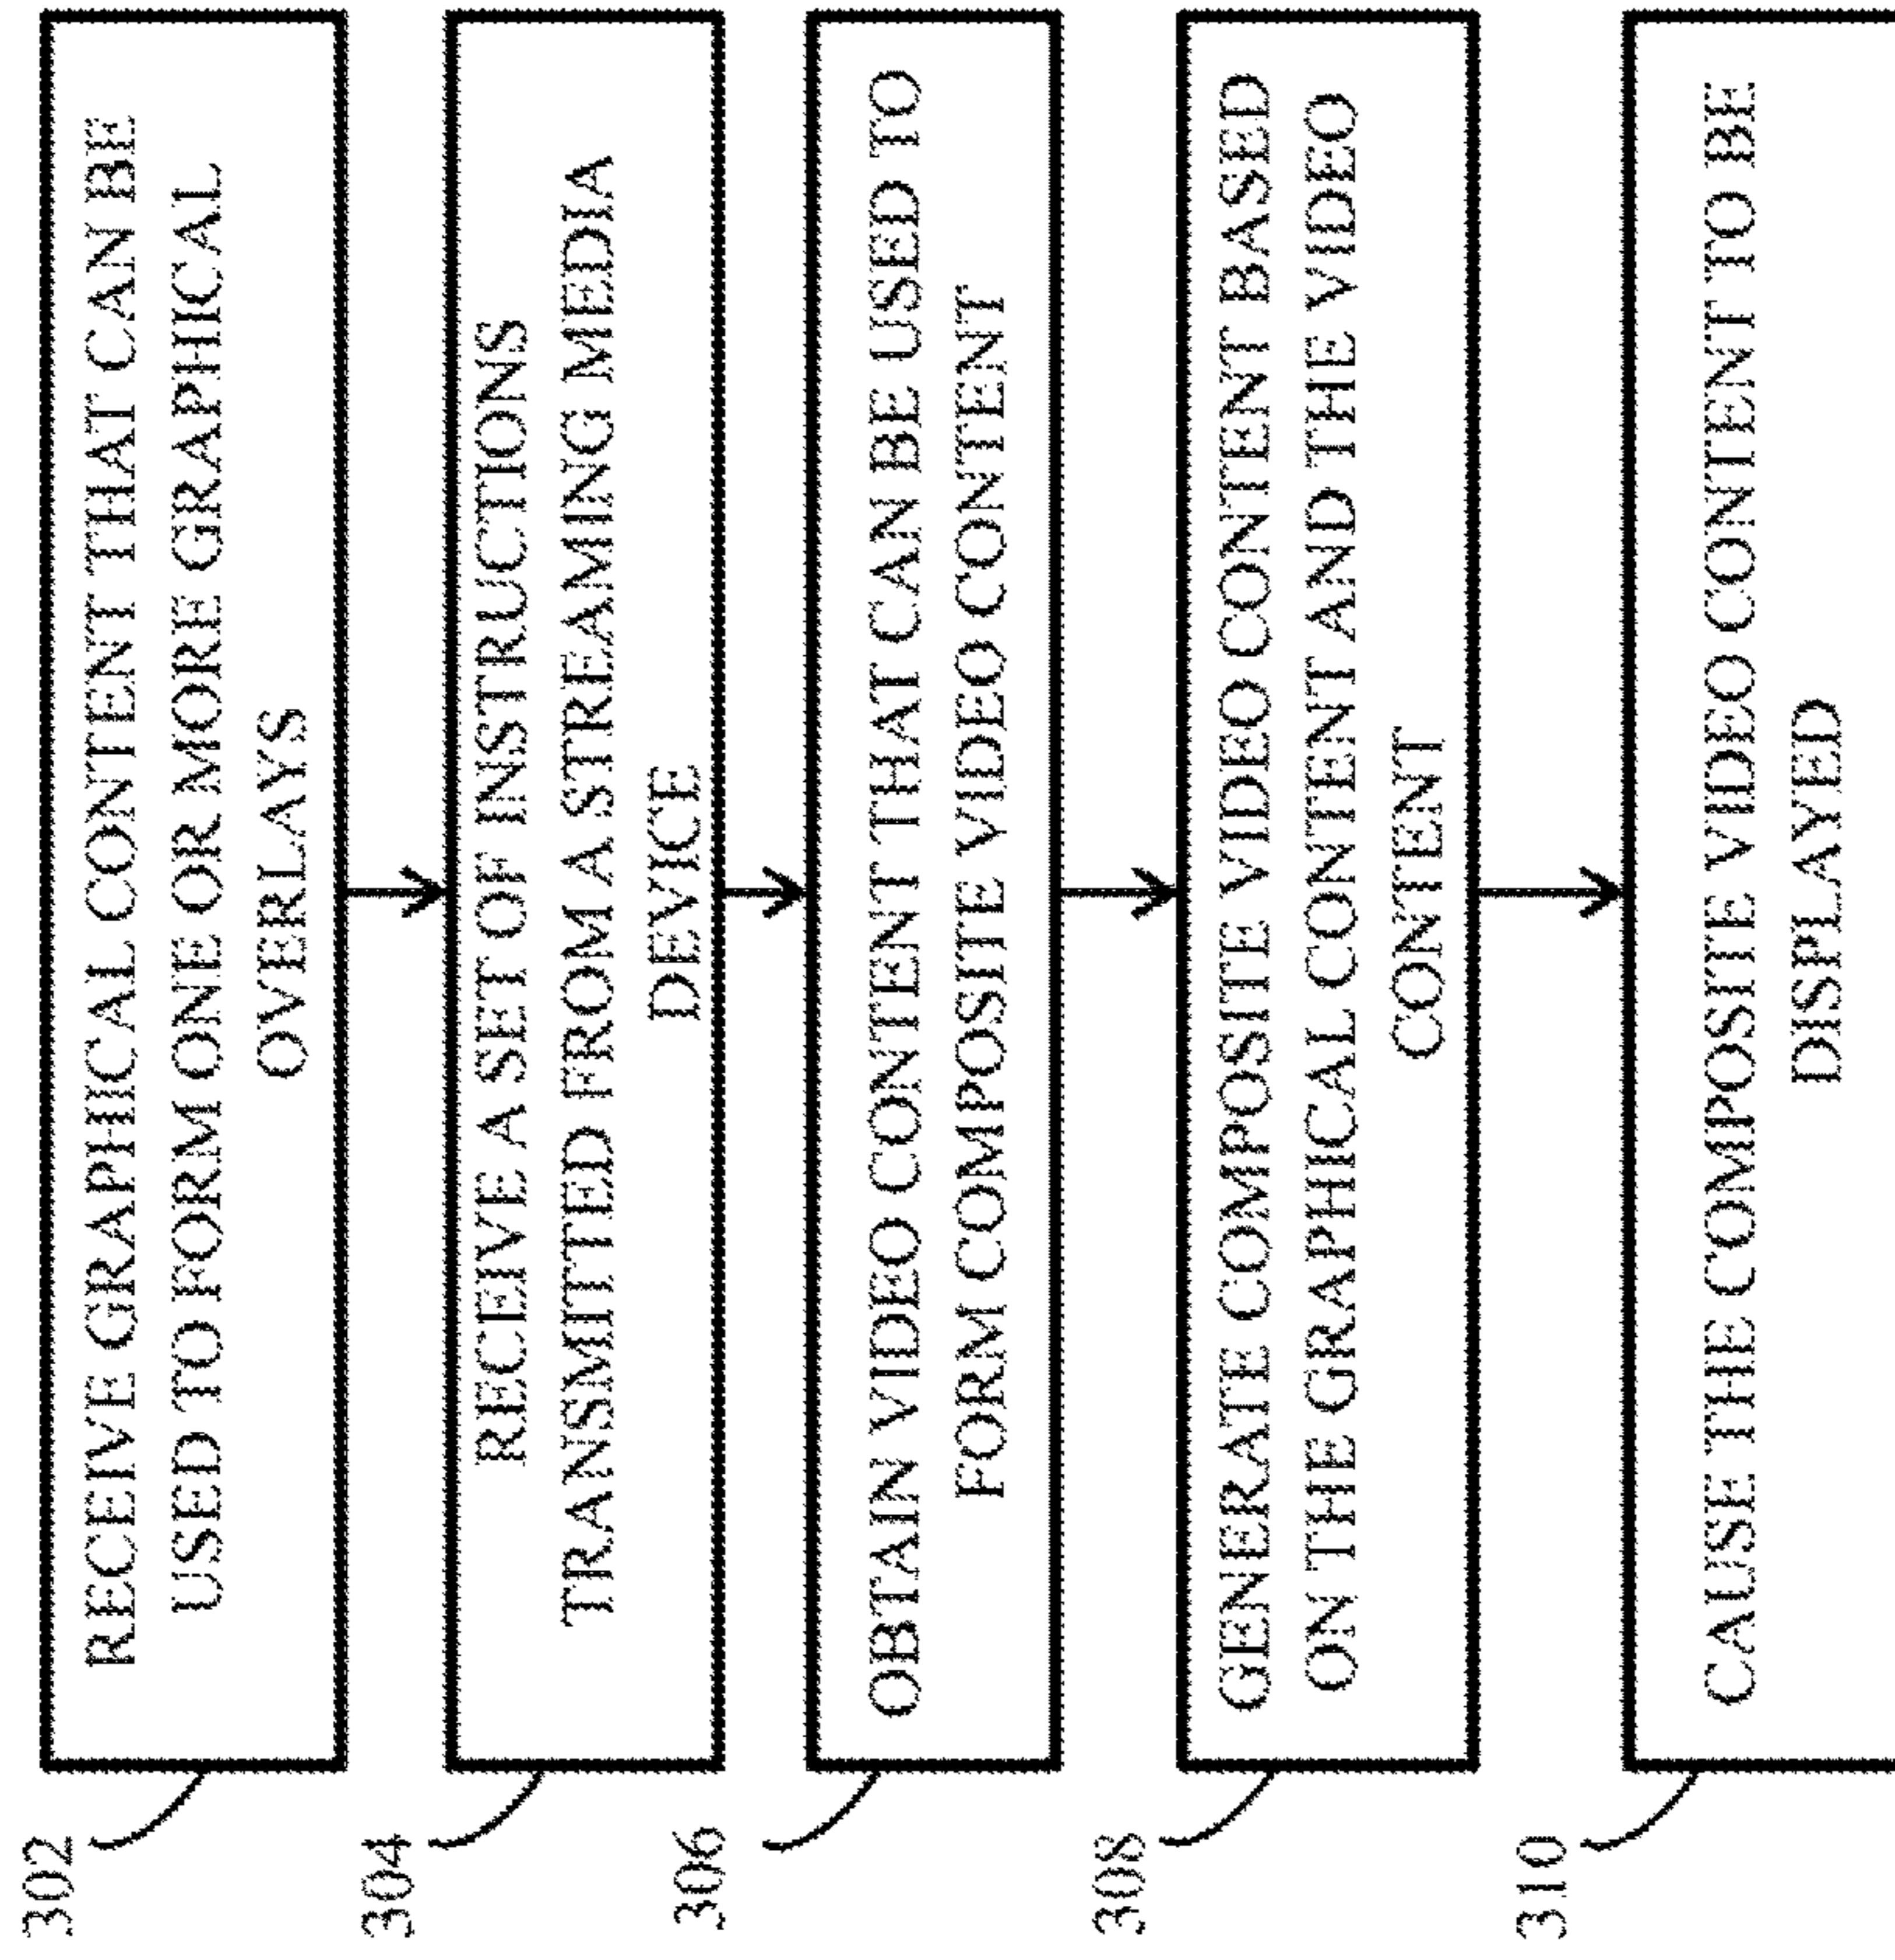 302
RECEIVE GRAPHICAL CONTENT THAT CAN BE
USED TO FORM ONE OR MORE GRAPHICAL
OVERLAYS
304
RECEIVE A SET OF INSTRUCTIONS
TRANSMITTED FROM A STREAMING MEDIA
DEVICE
306
OBTAIN VIDEO CONTENT THAT CAN BE USED TO
FORM COMPOSITE VIDEO CONTENT
308
GENERATE COMPOSITE VIDEO CONTENT BASED
ON THE GRAPHICAL CONTENT AND THE VIDEO
CONTENT
310
CAUSE THE COMPOSITE VIDEO CONTENT TO BE
DISPLAYED